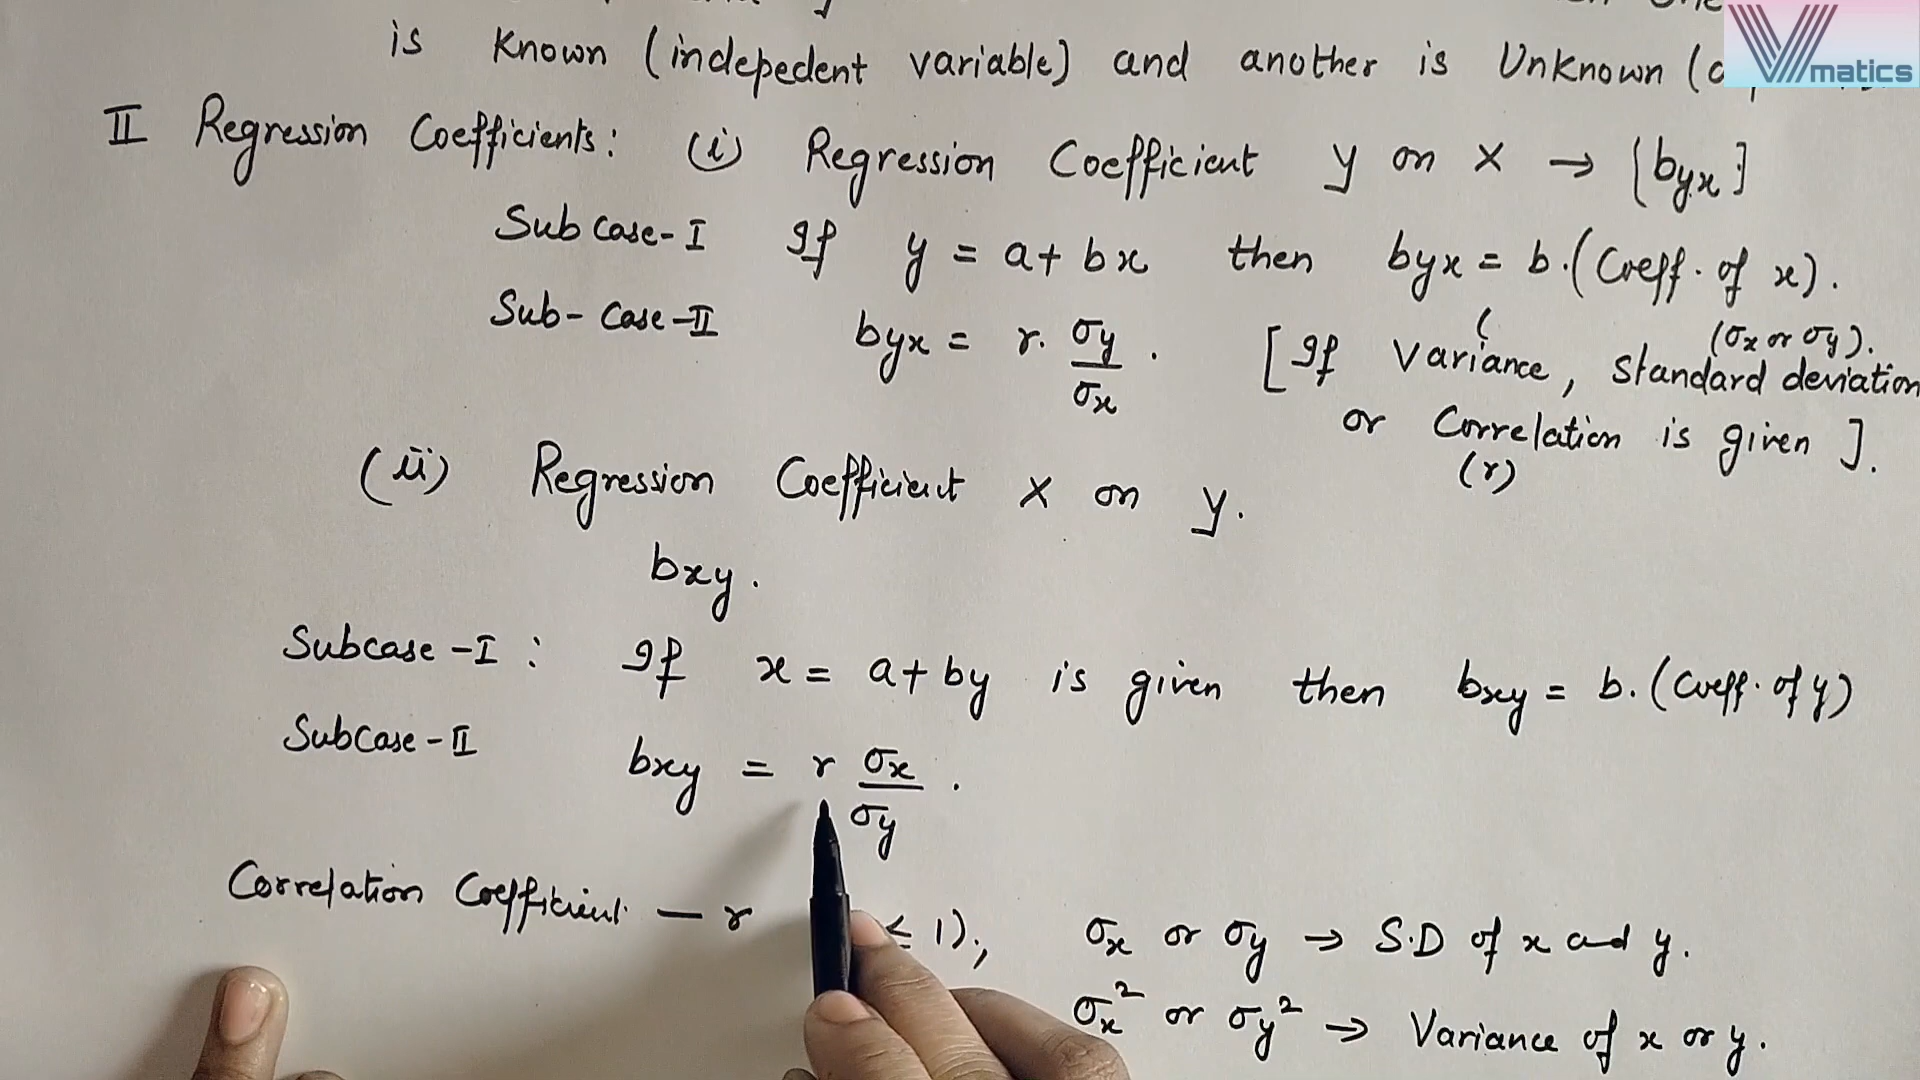 is Known (indepedent variable) and another is Unknown (
Vmatics
II Regression Coefficients: (i) Regression Coefficient y on x → [byx]
Subcase-I If y = a + bx then byx = b. (Coeff. of x).
Sub-Case-II byx = r. σy/σx . [If Variance, standard deviation (σx or σy).
or Correlation is given ].
(r)
(ii) Regression Coefficient x on y.
bxy.
Subcase-I : If x = a + by is given then bxy = b. (Coeff. of y)
Subcase-II bxy = r σx/σy .
Correlation Coefficient — r ≤ 1);, σx or σy → S.D of x and y.
σx² or σy² → Variance of x or y.